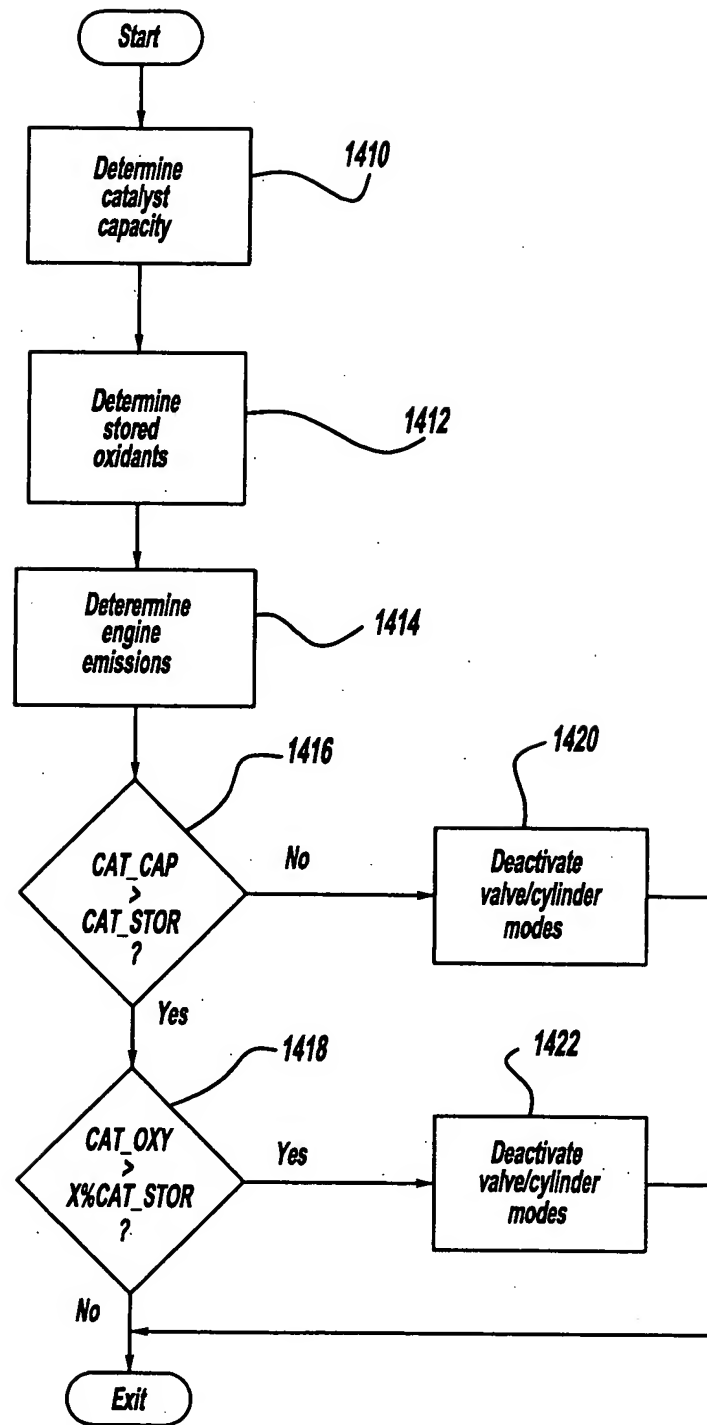 Start
Determine
catalyst
capacity
1410
Determine
stored
oxidants
1412
Deterermine
engine
emissions
1414
1416
CAT_CAP
>
CAT_STOR
?
No
1420
Deactivate
valve/cylinder
modes
Yes
1418
CAT_OXY
>
X%CAT_STOR
?
Yes
1422
Deactivate
valve/cylinder
modes
No
Exit